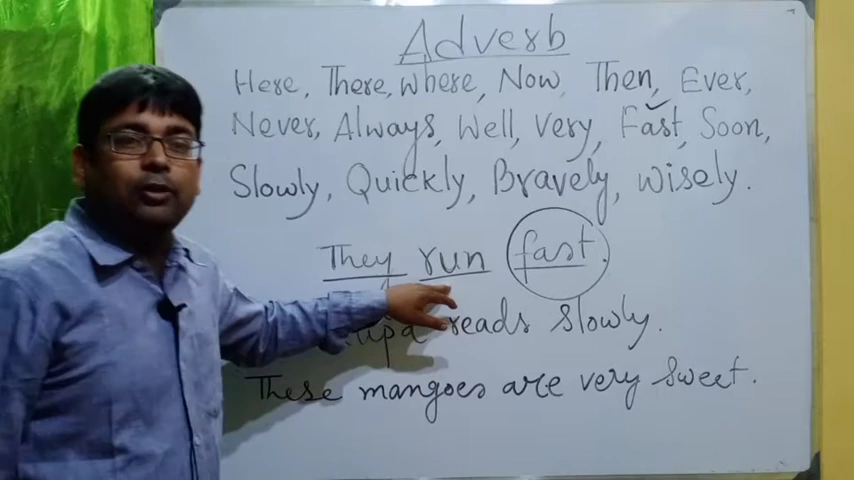 Adverb
Here, There, where, Now, Then, Ever,
Never, Always, Well, very, Fast, Soon,
Slowly, Quickly, Bravely, wisely.
They run fast.
reads slowly.
These mangoes are very sweet.